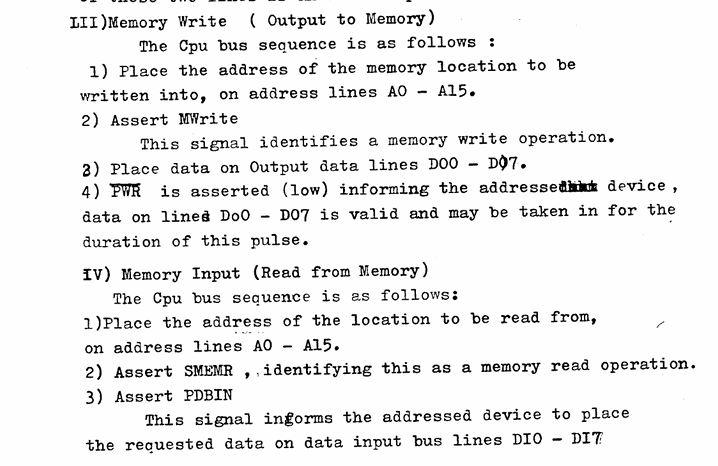 III)Memory Write ( Output to Memory)
The Cpu bus sequence is as follows :
1) Place the address of the memory location to be
written into, on address lines A0 - A15.
2) Assert MWrite
This signal identifies a memory write operation.
3) Place data on Output data lines DO0 - DO7.
4) P̅W̅R̅ is asserted (low) informing the addressed device ,
data on lines Do0 - DO7 is valid and may be taken in for the
duration of this pulse.
IV) Memory Input (Read from Memory)
The Cpu bus sequence is as follows:
1)Place the address of the location to be read from,
on address lines A0 - A15.
2) Assert SMEMR , identifying this as a memory read operation.
3) Assert PDBIN
This signal informs the addressed device to place
the requested data on data input bus lines DI0 - DI7